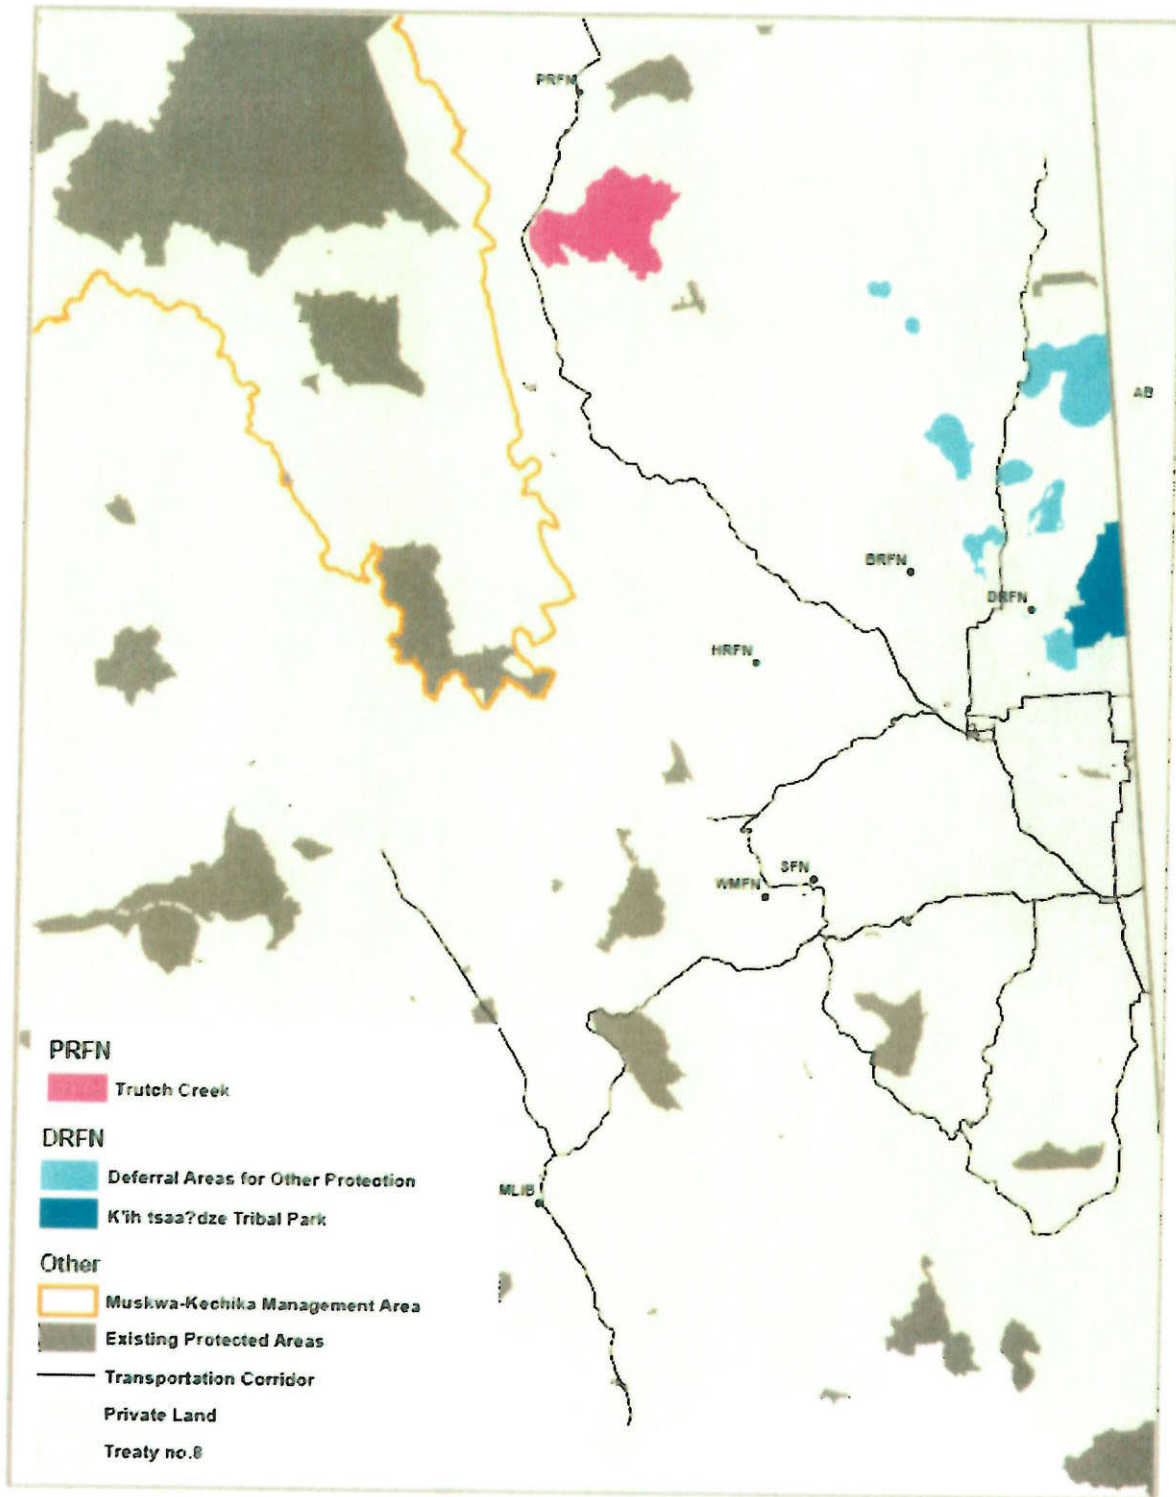 PRFN
AB
BRFN
DRFN
HRFN
SFN
WMFN
MLIB
PRFN
Trutch Creek
DRFN
Deferral Areas for Other Protection
K'ih tsaa?dze Tribal Park
Other
Muskwa-Kechika Management Area
Existing Protected Areas
Transportation Corridor
Private Land
Treaty no.8